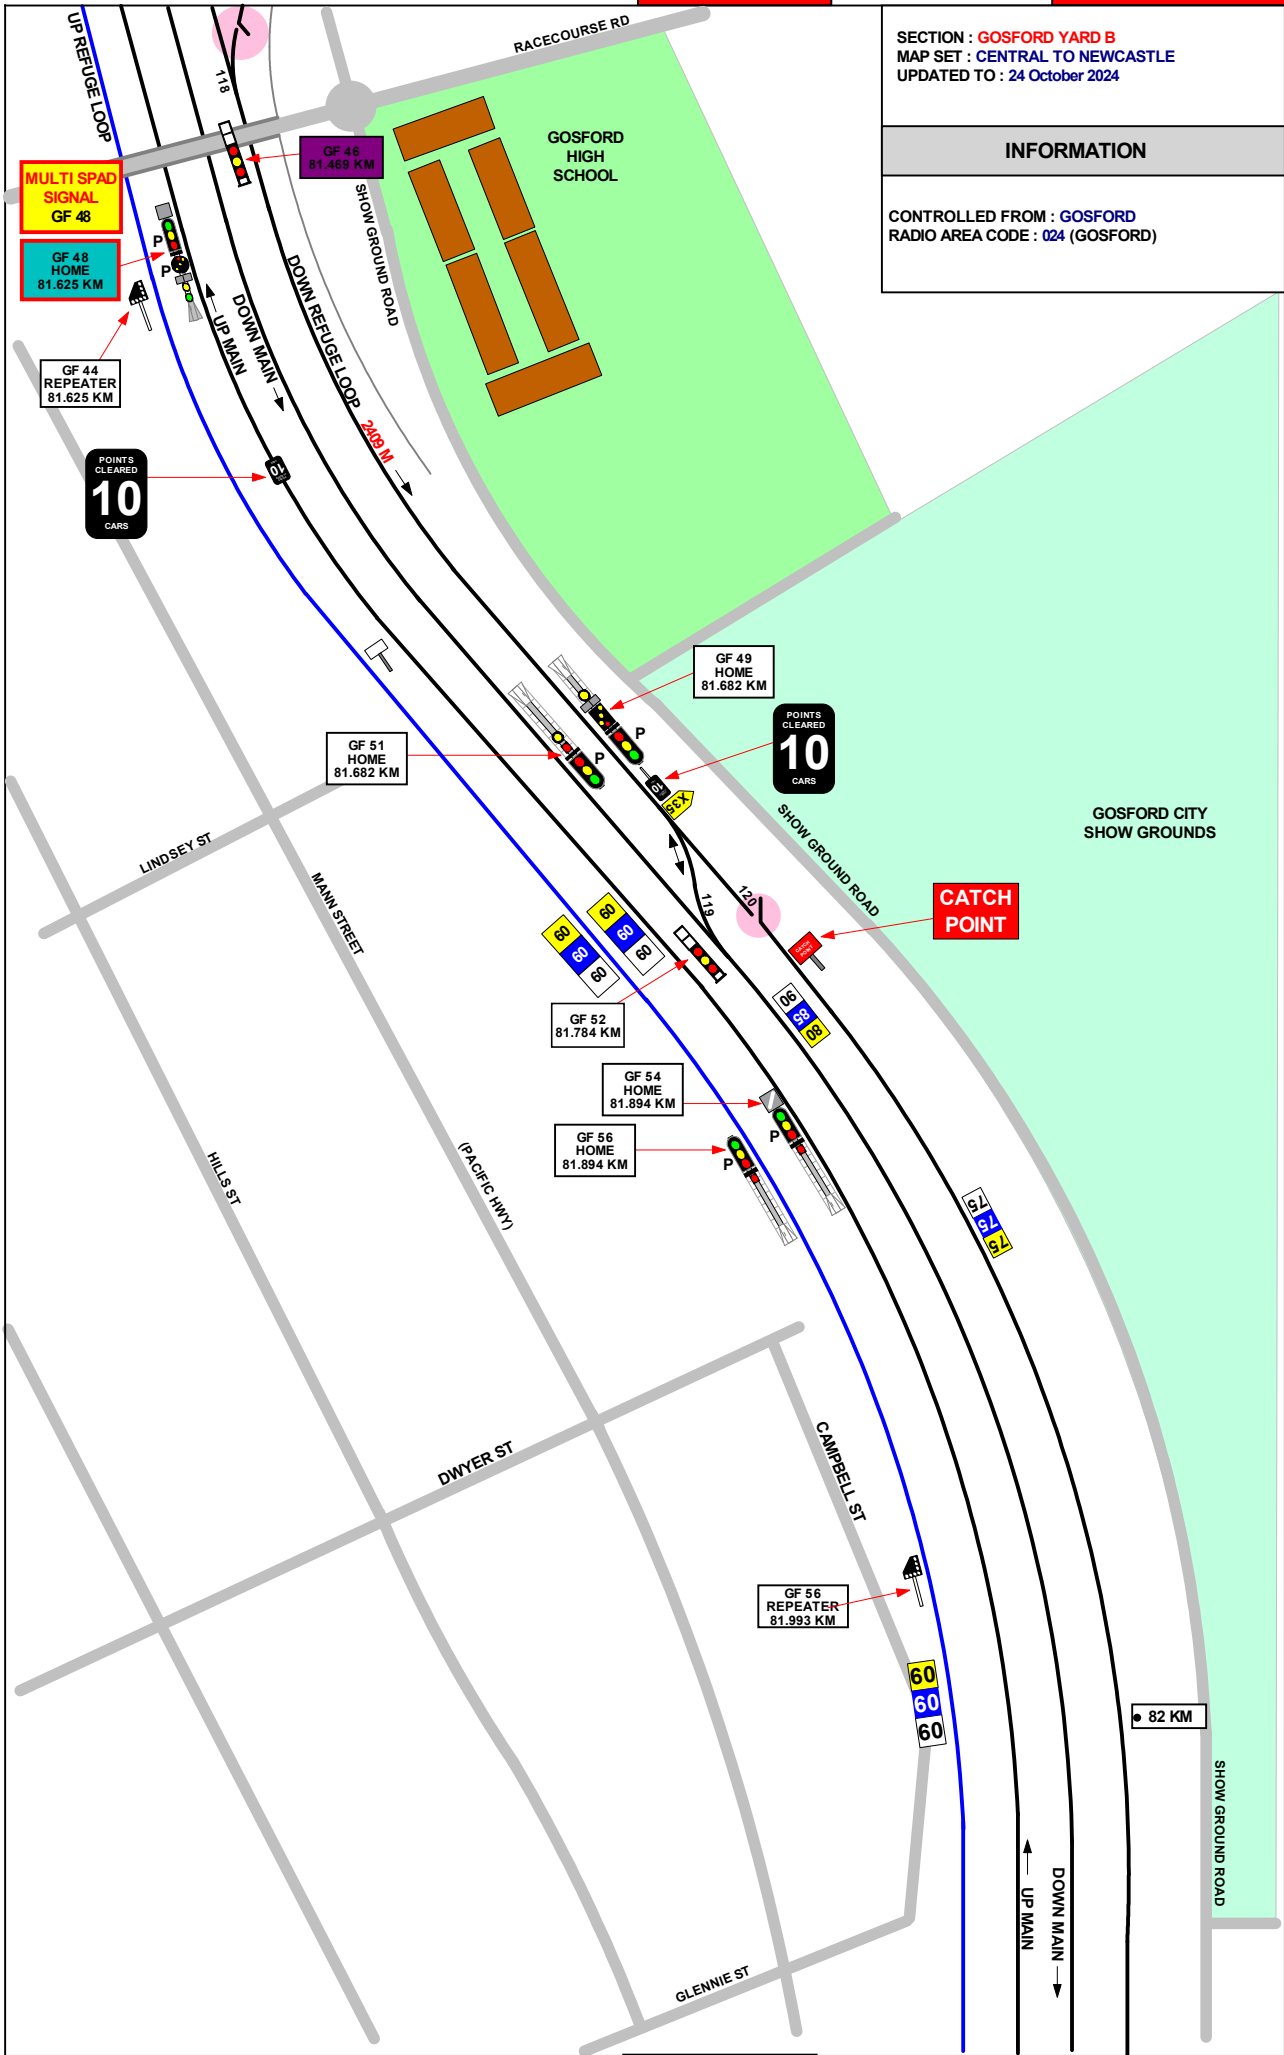 SECTION : GOSFORD YARD B
MAP SET : CENTRAL TO NEWCASTLE
UPDATED TO : 24 October 2024
INFORMATION
CONTROLLED FROM : GOSFORD
RADIO AREA CODE : 024 (GOSFORD)
UP REFUGE LOOP
118
RACECOURSE RD
GF 46
81.469 KM
GOSFORD
HIGH
SCHOOL
MULTI SPAD
SIGNAL
GF 48
GF 48
HOME
81.625 KM
P
P
SHOW GROUND ROAD
GF 44
REPEATER
81.625 KM
UP MAIN
DOWN MAIN
DOWN REFUGE LOOP
2409 M
POINTS
CLEARED
10
CARS
10
GF 49
HOME
81.682 KM
P
GF 51
HOME
81.682 KM
P
POINTS
CLEARED
10
CARS
10
X35
GOSFORD CITY
SHOW GROUNDS
SHOW GROUND ROAD
LINDSEY ST
MANN STREET
119
120
CATCH
POINT
CATCH
POINT
60
60
60
60
60
60
GF 52
81.784 KM
90
85
80
GF 54
HOME
81.894 KM
P
GF 56
HOME
81.894 KM
P
HILLS ST
(PACIFIC HWY)
75
75
75
DWYER ST
CAMPBELL ST
GF 56
REPEATER
81.993 KM
60
60
60
82 KM
SHOW GROUND ROAD
UP MAIN
DOWN MAIN
GLENNIE ST